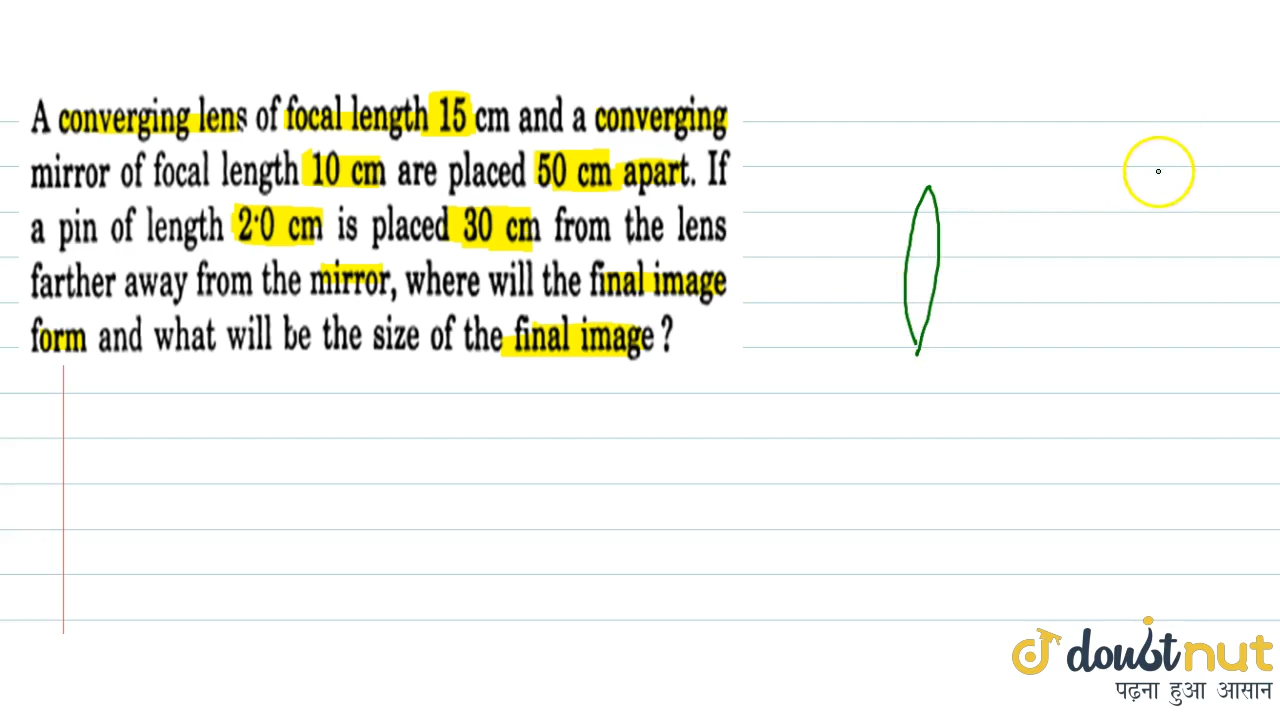 A converging lens of focal length 15 cm and a converging
mirror of focal length 10 cm are placed 50 cm apart. If
a pin of length 2·0 cm is placed 30 cm from the lens
farther away from the mirror, where will the final image
form and what will be the size of the final image ?
doubtnut
पढ़ना हुआ आसान